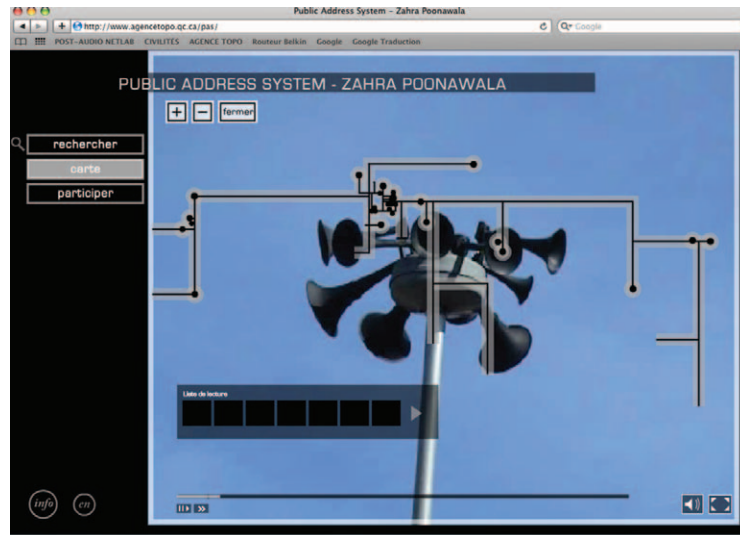 Public Address System – Zahra Poonawala
http://www.agencetopo.qc.ca/pas/
Google
POST-AUDIO NETLAB CIVILITÉS AGENCE TOPO Routeur Belkin Google Google Traduction
PUBLIC ADDRESS SYSTEM - ZAHRA POONAWALA
+ − fermer
rechercher
carte
participer
Liste de lecture
info
en